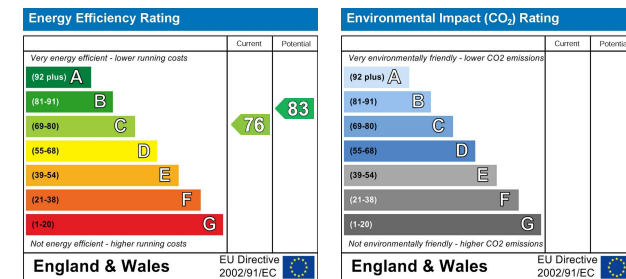 Energy Efficiency Rating
Current Potential
Very energy efficient - lower running costs
(92 plus) A
(81-91) B
(69-80) C
(55-68) D
(39-54) E
(21-38) F
(1-20) G
76
83
Not energy efficient - higher running costs
England & Wales
EU Directive
2002/91/EC
Environmental Impact (CO2) Rating
Current Potential
Very environmentally friendly - lower CO2 emissions
(92 plus) A
(81-91) B
(69-80) C
(55-68) D
(39-54) E
(21-38) F
(1-20) G
Not environmentally friendly - higher CO2 emissions
England & Wales
EU Directive
2002/91/EC